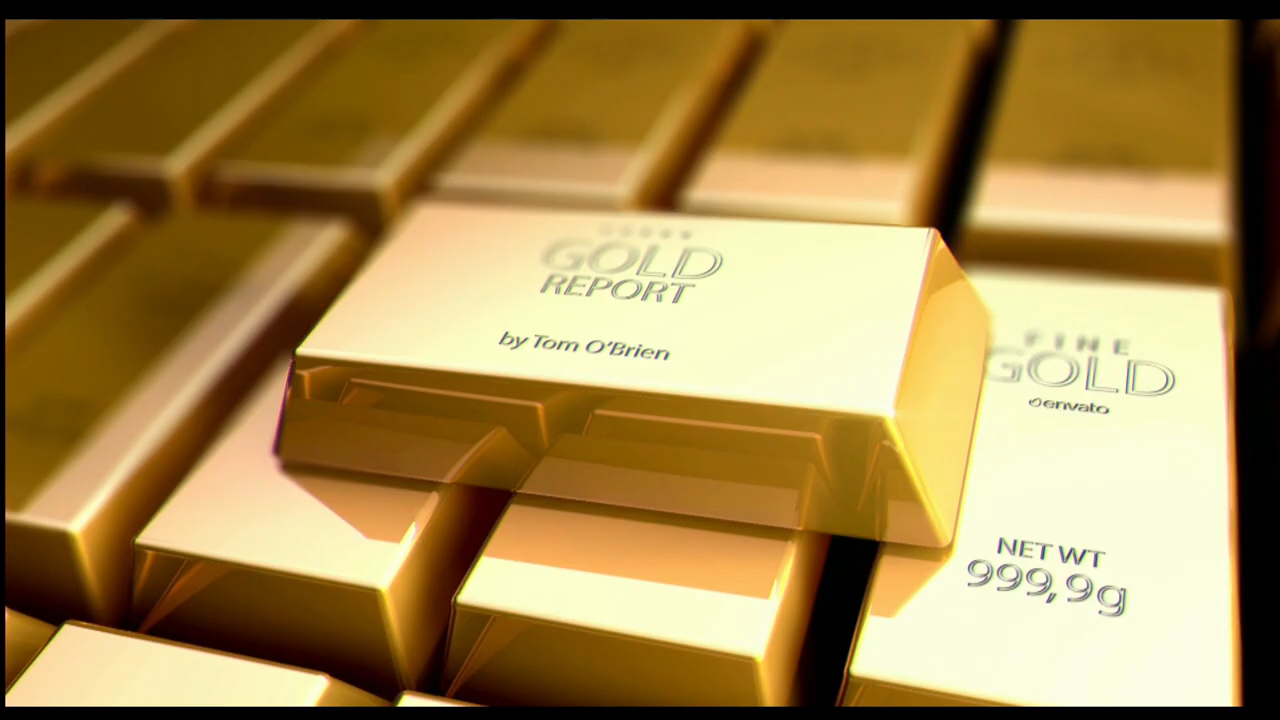 GOLD
REPORT
by Tom O'Brien
FINE
GOLD
envato
NET WT
999,9g